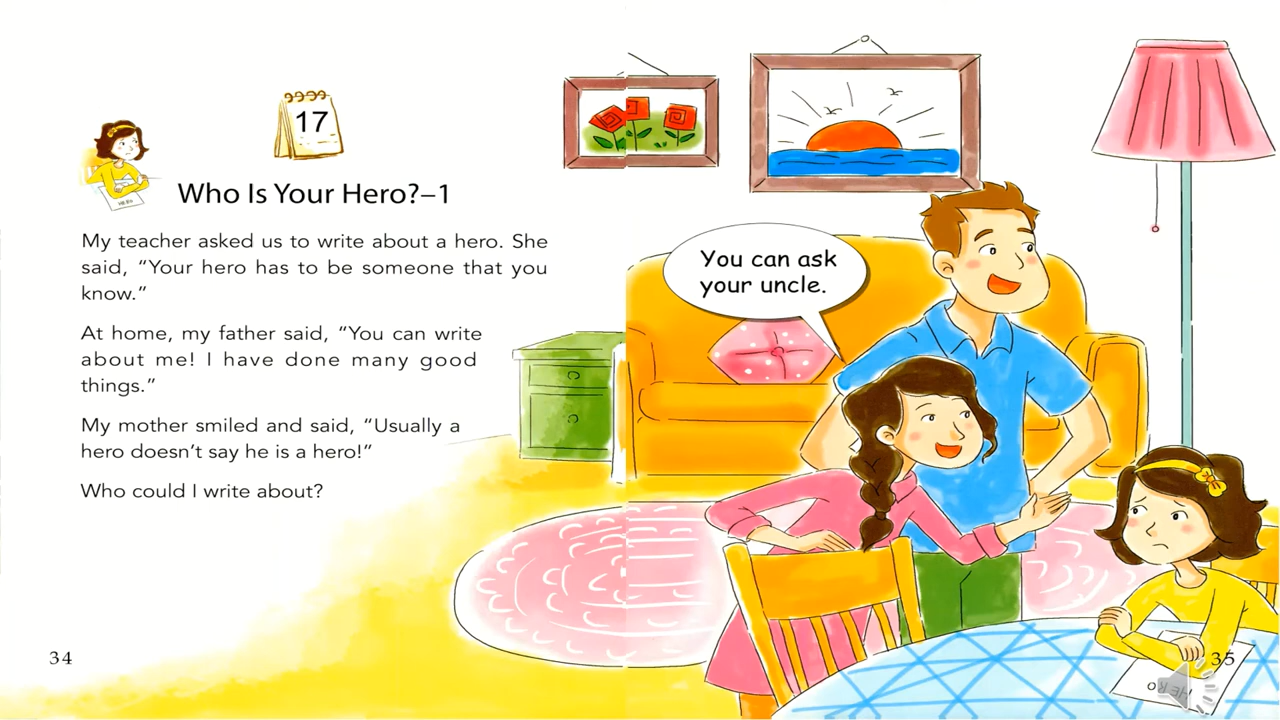 17
Who Is Your Hero?–1
My teacher asked us to write about a hero. She
said, “Your hero has to be someone that you
know.”
At home, my father said, “You can write
about me! I have done many good
things.”
My mother smiled and said, “Usually a
hero doesn’t say he is a hero!”
Who could I write about?
34
You can ask
your uncle.
35
HERO